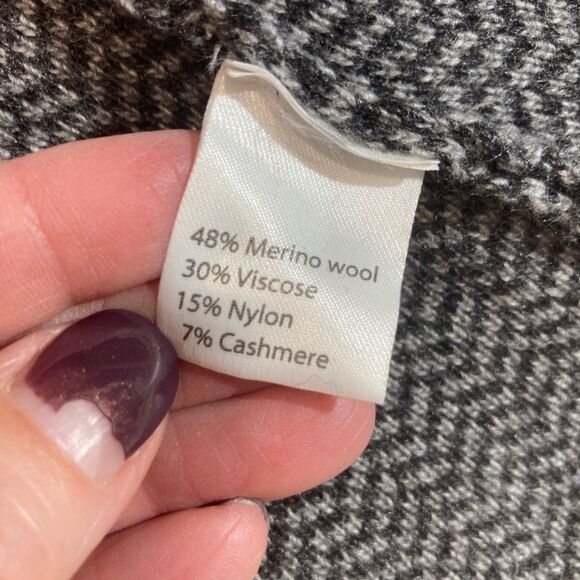 48% Merino wool
30% Viscose
15% Nylon
7% Cashmere